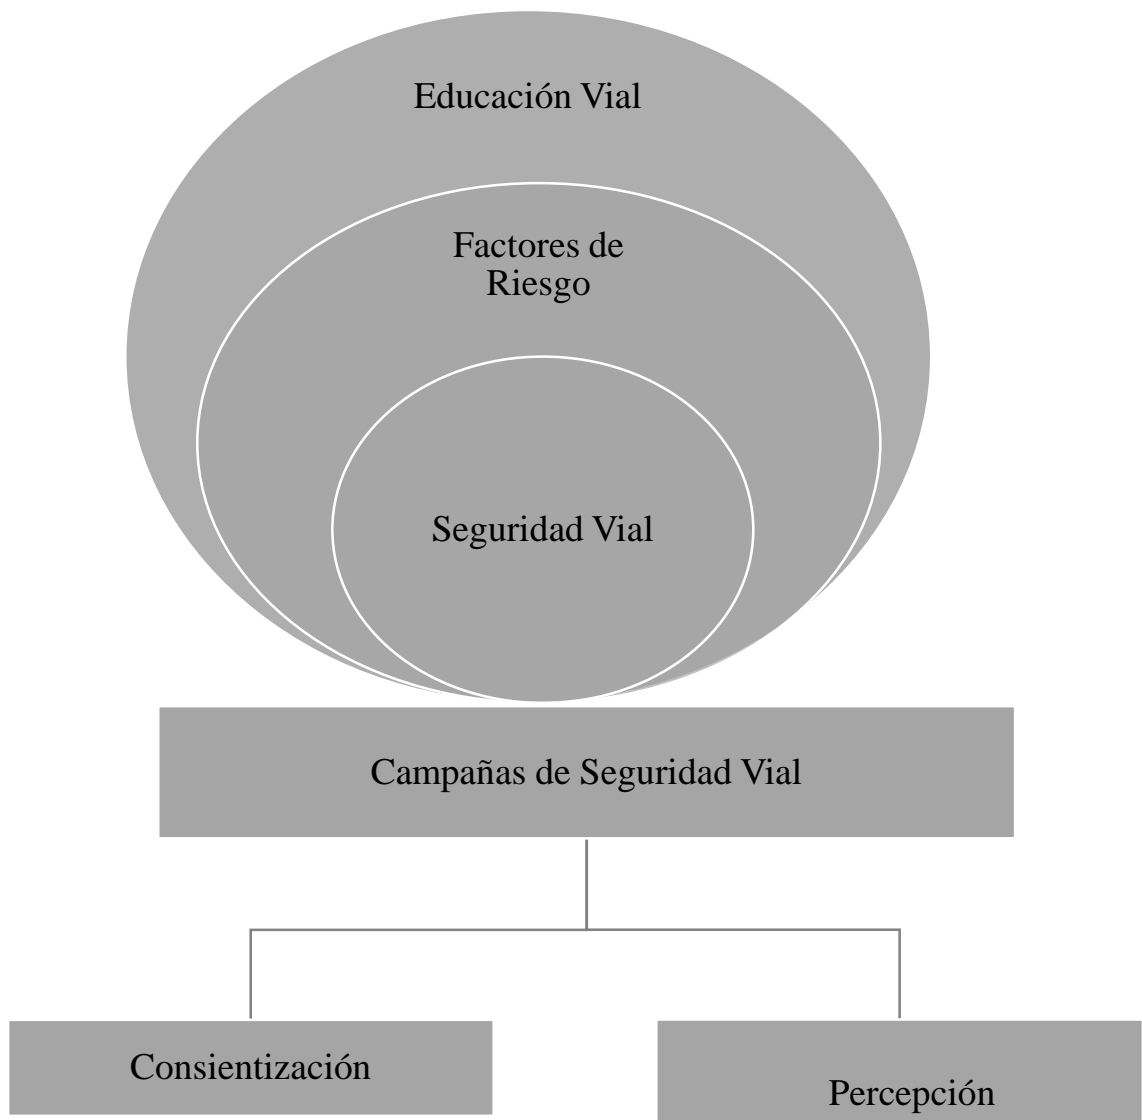 Educación Vial
Factores de
Riesgo
Seguridad Vial
Campañas de Seguridad Vial
Consientización
Percepción